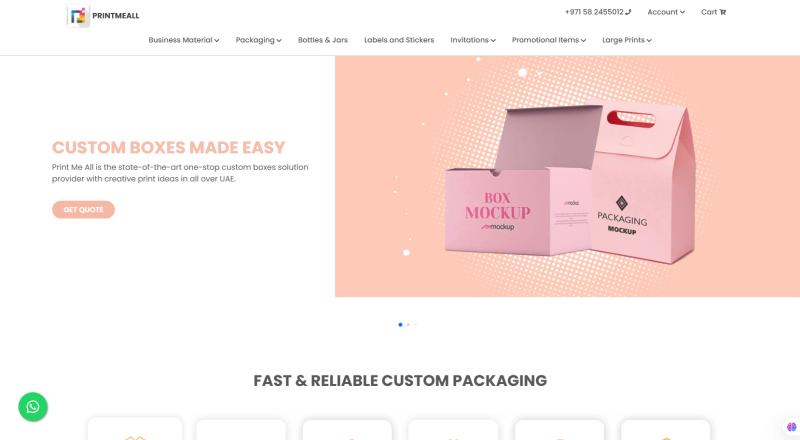 PRINTMEALL
+971 58 2455012
Account
Cart
Business Material
Packaging
Bottles & Jars
Labels and Stickers
Invitations
Promotional Items
Large Prints
CUSTOM BOXES MADE EASY
Print Me All is the state-of-the-art one-stop custom boxes solution
provider with creative print ideas in all over UAE.
GET QUOTE
BOX
MOCKUP
mockup
PACKAGING
MOCKUP
FAST & RELIABLE CUSTOM PACKAGING